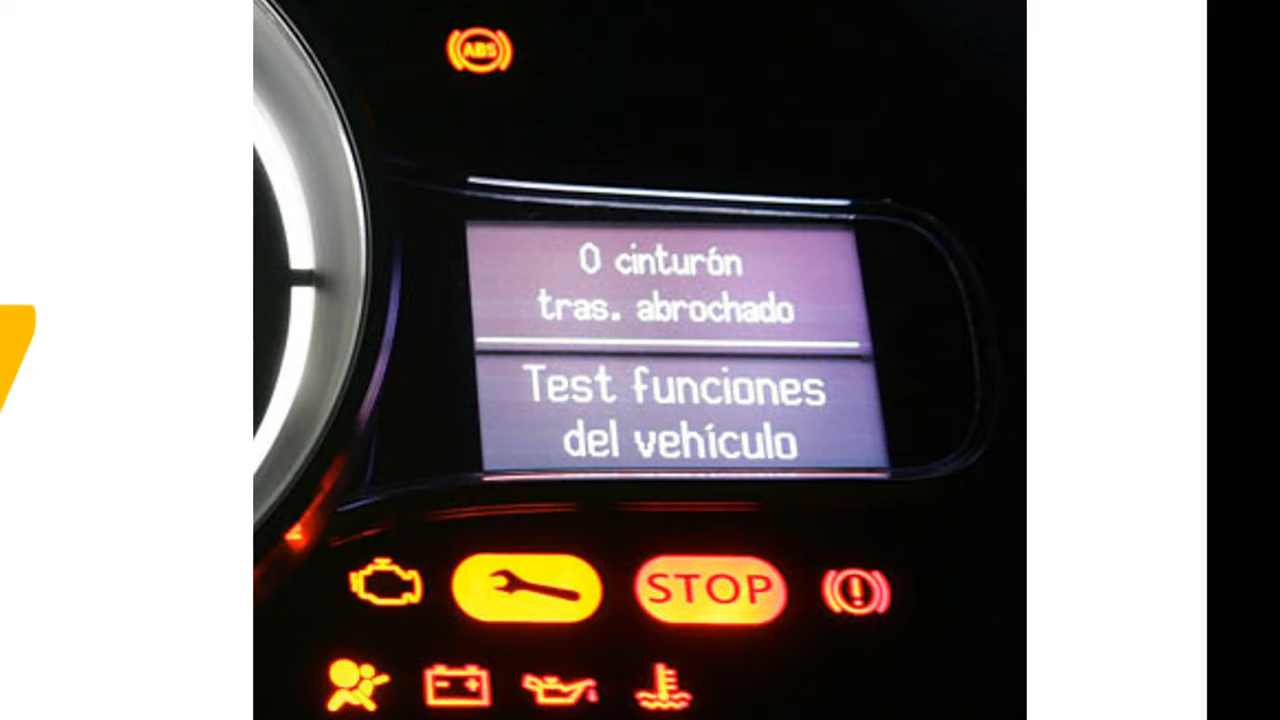 ABS
0 cinturón
tras. abrochado
Test funciones
del vehículo
STOP